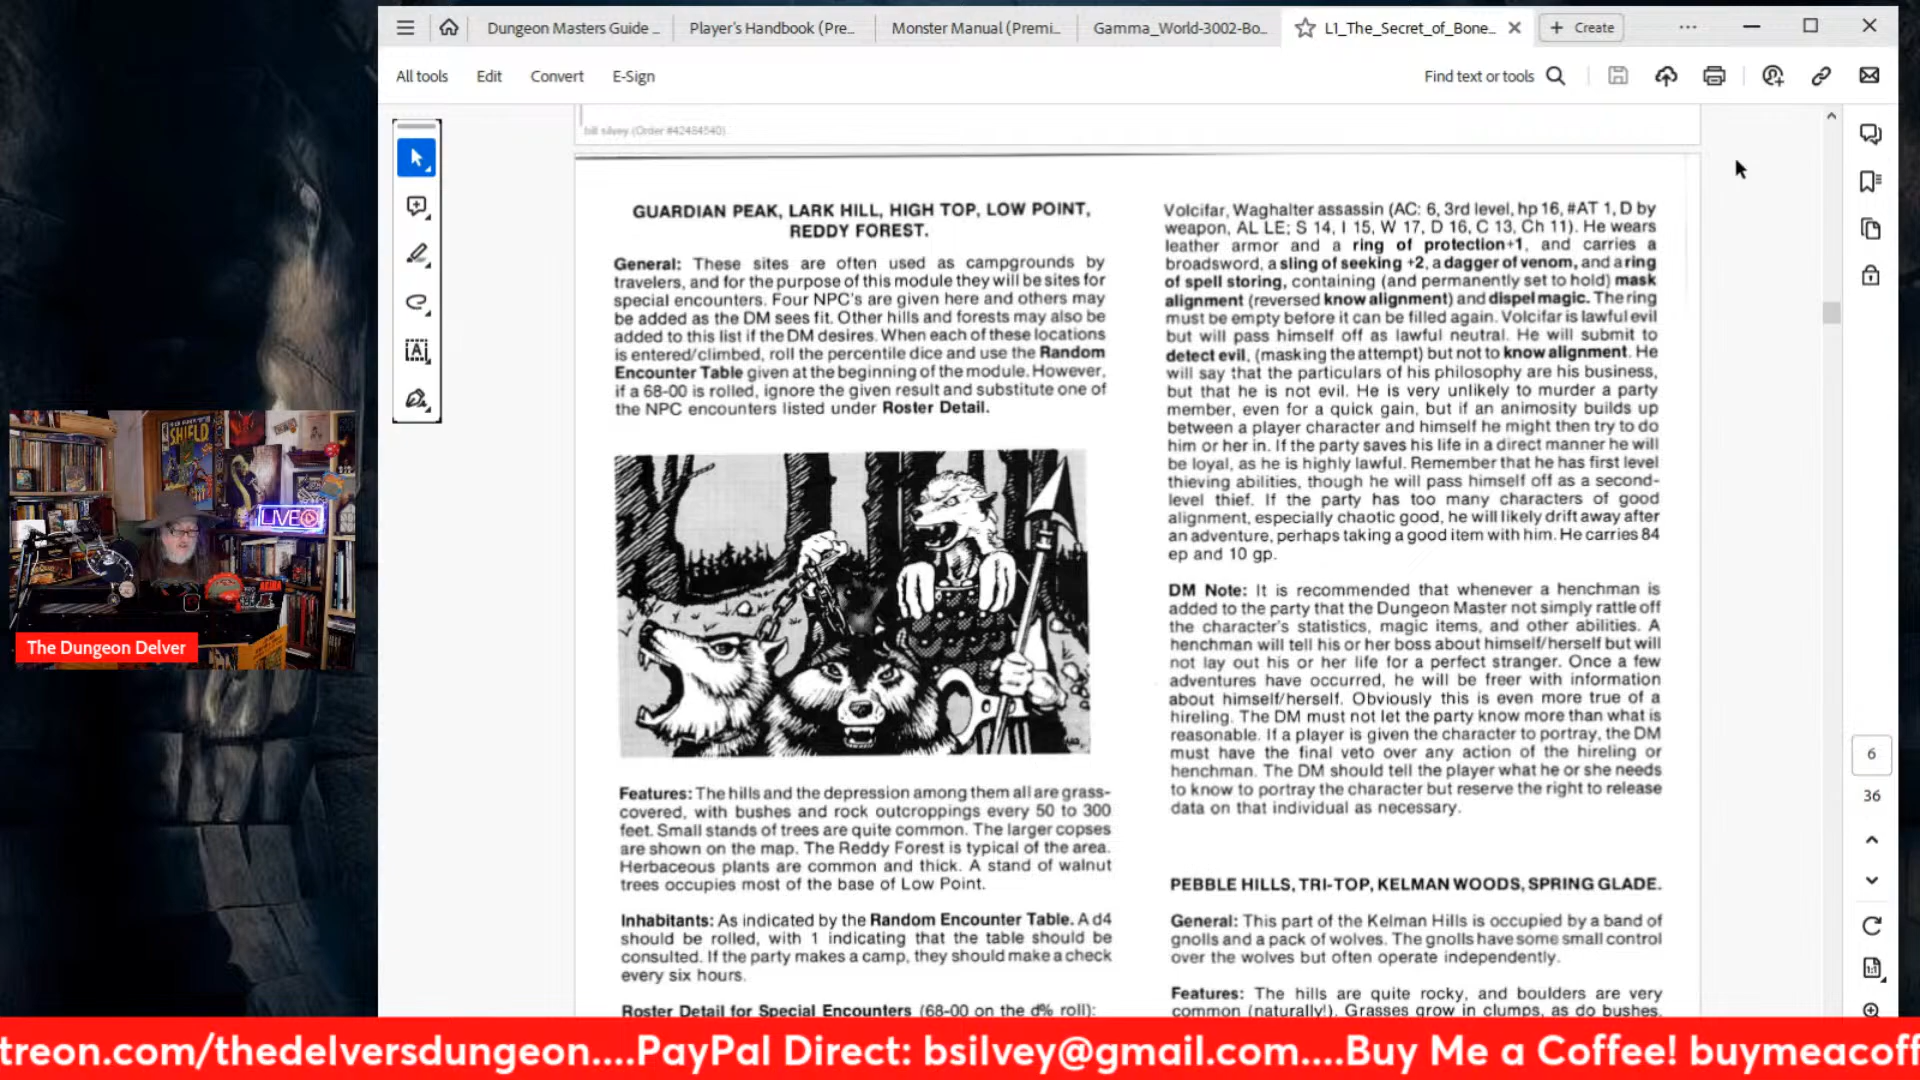 Dungeon Masters Guide ...
Player's Handbook (Pre...
Monster Manual (Premi...
Gamma_World-3002-Bo...
L1_The_Secret_of_Bone...
Create
All tools
Edit
Convert
E-Sign
Find text or tools
bill silvey (Order #42484540)
GUARDIAN PEAK, LARK HILL, HIGH TOP, LOW POINT,
REDDY FOREST.
General: These sites are often used as campgrounds by
travelers, and for the purpose of this module they will be sites for
special encounters. Four NPC's are given here and others may
be added as the DM sees fit. Other hills and forests may also be
added to this list if the DM desires. When each of these locations
is entered/climbed, roll the percentile dice and use the Random
Encounter Table given at the beginning of the module. However,
if a 68-00 is rolled, ignore the given result and substitute one of
the NPC encounters listed under Roster Detail.
Features: The hills and the depression among them all are grass-
covered, with bushes and rock outcroppings every 50 to 300
feet. Small stands of trees are quite common. The larger copses
are shown on the map. The Reddy Forest is typical of the area.
Herbaceous plants are common and thick. A stand of walnut
trees occupies most of the base of Low Point.
Inhabitants: As indicated by the Random Encounter Table. A d4
should be rolled, with 1 indicating that the table should be
consulted. If the party makes a camp, they should make a check
every six hours.
Roster Detail for Special Encounters (68-00 on the d% roll):
Volcifar, Waghalter assassin (AC: 6, 3rd level, hp 16, #AT 1, D by
weapon, AL LE; S 14, I 15, W 17, D 16, C 13, Ch 11). He wears
leather armor and a ring of protection+1, and carries a
broadsword, a sling of seeking +2, a dagger of venom, and a ring
of spell storing, containing (and permanently set to hold) mask
alignment (reversed know alignment) and dispel magic. The ring
must be empty before it can be filled again. Volcifar is lawful evil
but will pass himself off as lawful neutral. He will submit to
detect evil, (masking the attempt) but not to know alignment. He
will say that the particulars of his philosophy are his business,
but that he is not evil. He is very unlikely to murder a party
member, even for a quick gain, but if an animosity builds up
between a player character and himself he might then try to do
him or her in. If the party saves his life in a direct manner he will
be loyal, as he is highly lawful. Remember that he has first level
thieving abilities, though he will pass himself off as a second-
level thief. If the party has too many characters of good
alignment, especially chaotic good, he will likely drift away after
an adventure, perhaps taking a good item with him. He carries 84
ep and 10 gp.
DM Note: It is recommended that whenever a henchman is
added to the party that the Dungeon Master not simply rattle off
the character's statistics, magic items, and other abilities. A
henchman will tell his or her boss about himself/herself but will
not lay out his or her life for a perfect stranger. Once a few
adventures have occurred, he will be freer with information
about himself/herself. Obviously this is even more true of a
hireling. The DM must not let the party know more than what is
reasonable. If a player is given the character to portray, the DM
must have the final veto over any action of the hireling or
henchman. The DM should tell the player what he or she needs
to know to portray the character but reserve the right to release
data on that individual as necessary.
PEBBLE HILLS, TRI-TOP, KELMAN WOODS, SPRING GLADE.
General: This part of the Kelman Hills is occupied by a band of
gnolls and a pack of wolves. The gnolls have some small control
over the wolves but often operate independently.
Features: The hills are quite rocky, and boulders are very
common (naturally!). Grasses grow in clumps, as do bushes.
6
36
SHIELD
LIVE
The Dungeon Delver
treon.com/thedelversdungeon....PayPal Direct: bsilvey@gmail.com....Buy Me a Coffee! buymeacoff